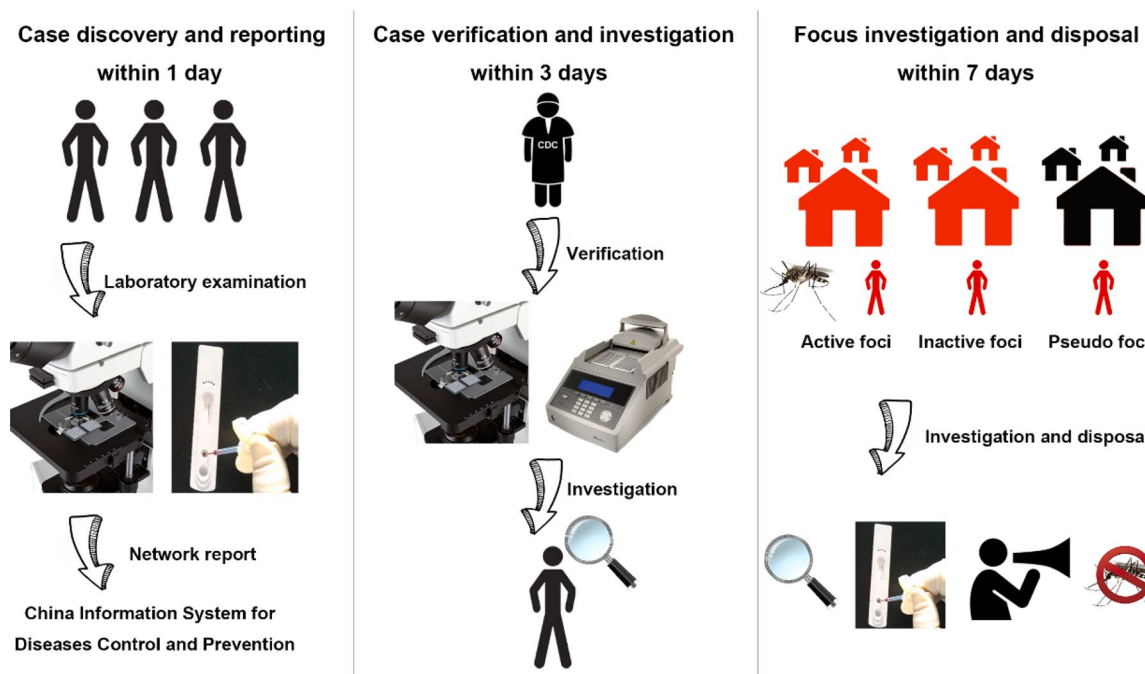 Case discovery and reporting
within 1 day
Laboratory examination
Network report
China Information System for
Diseases Control and Prevention
Case verification and investigation
within 3 days
CDC
Verification
Investigation
Focus investigation and disposal
within 7 days
Active foci
Inactive foci
Pseudo foc
Investigation and disposa